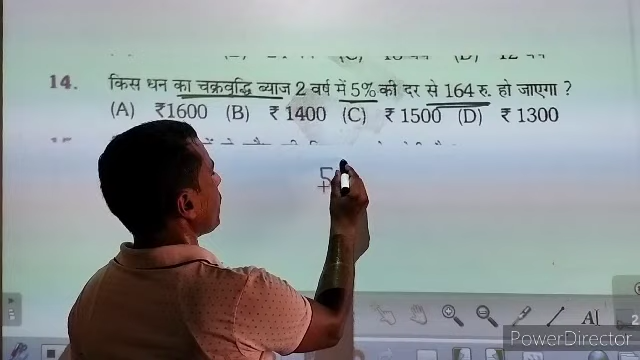 14. किस धन का चक्रवृद्धि ब्याज 2 वर्ष में 5% की दर से 164 रु. हो जाएगा ?
(A) ₹1600 (B) ₹ 1400 (C) ₹ 1500 (D) ₹ 1300
5
PowerDirector